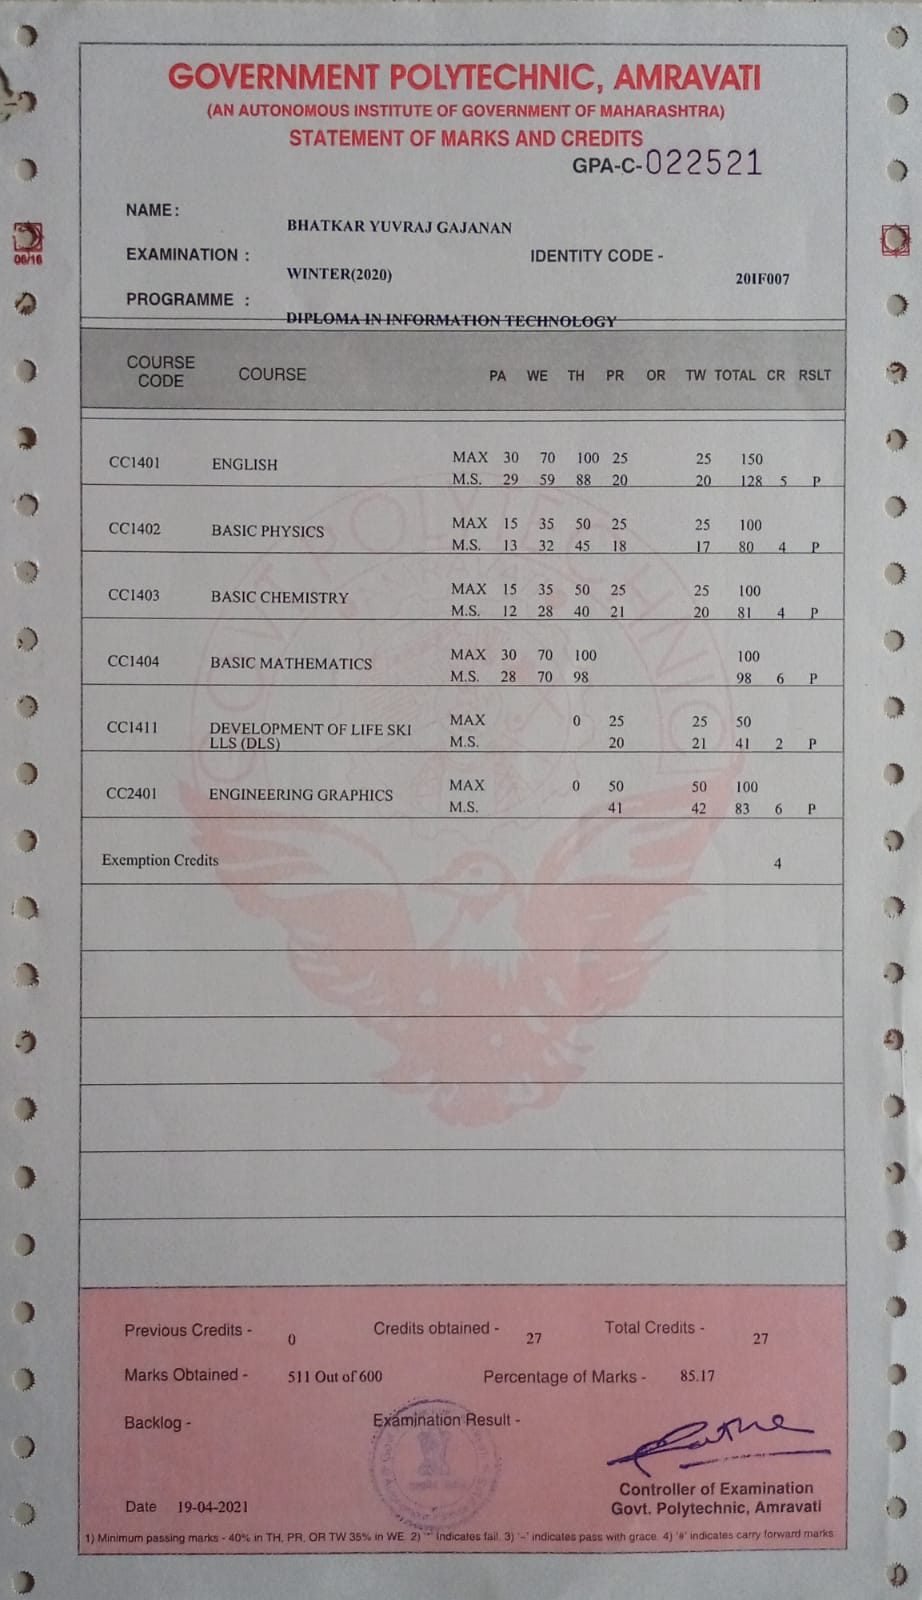 GOVERNMENT POLYTECHNIC, AMRAVATI
(AN AUTONOMOUS INSTITUTE OF GOVERNMENT OF MAHARASHTRA)
STATEMENT OF MARKS AND CREDITS
GPA-C-022521
NAME:
BHATKAR YUVRAJ GAJANAN
EXAMINATION : IDENTITY CODE -
WINTER(2020) 20IF007
06/16
PROGRAMME :
DIPLOMA IN INFORMATION TECHNOLOGY
COURSE CODE COURSE PA WE TH PR OR TW TOTAL CR RSLT
CC1401 ENGLISH MAX 30 70 100 25 25 150
M.S. 29 59 88 20 20 128 5 P
CC1402 BASIC PHYSICS MAX 15 35 50 25 25 100
M.S. 13 32 45 18 17 80 4 P
CC1403 BASIC CHEMISTRY MAX 15 35 50 25 25 100
M.S. 12 28 40 21 20 81 4 P
CC1404 BASIC MATHEMATICS MAX 30 70 100 100
M.S. 28 70 98 98 6 P
CC1411 DEVELOPMENT OF LIFE SKI MAX 0 25 25 50
LLS (DLS) M.S. 20 21 41 2 P
CC2401 ENGINEERING GRAPHICS MAX 0 50 50 100
M.S. 41 42 83 6 P
Exemption Credits 4
Previous Credits - 0 Credits obtained - 27 Total Credits - 27
Marks Obtained - 511 Out of 600 Percentage of Marks - 85.17
Backlog - Examination Result -
Controller of Examination
Date 19-04-2021 Govt. Polytechnic, Amravati
1) Minimum passing marks - 40% in TH, PR, OR TW 35% in WE. 2) '*' Indicates fail. 3) '~' indicates pass with grace. 4) '#' indicates carry forward marks.